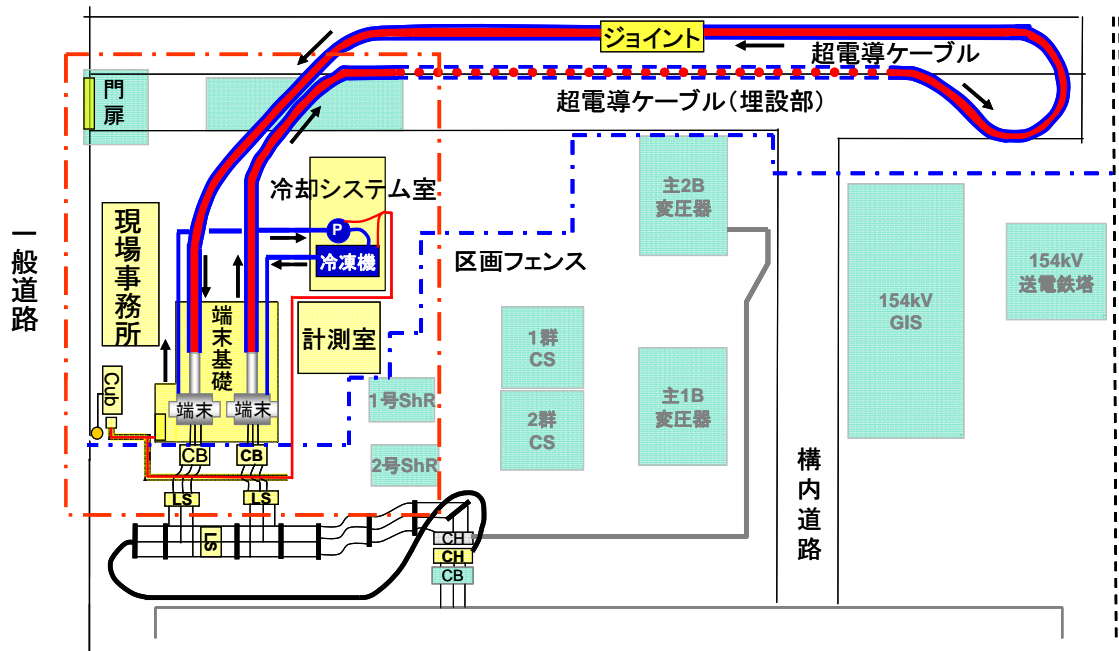 ジョイント
超電導ケーブル
超電導ケーブル(埋設部)
門
扉
冷却システム室
P
冷凍機
現場事務所
端末基礎
計測室
区画フェンス
一般道路
主2B
変圧器
154kV
GIS
154kV
送電鉄塔
1群
CS
2群
CS
主1B
変圧器
1号ShR
2号ShR
Cub
端末
端末
CB
CB
LS
LS
LS
CH
CH
CB
構内道路